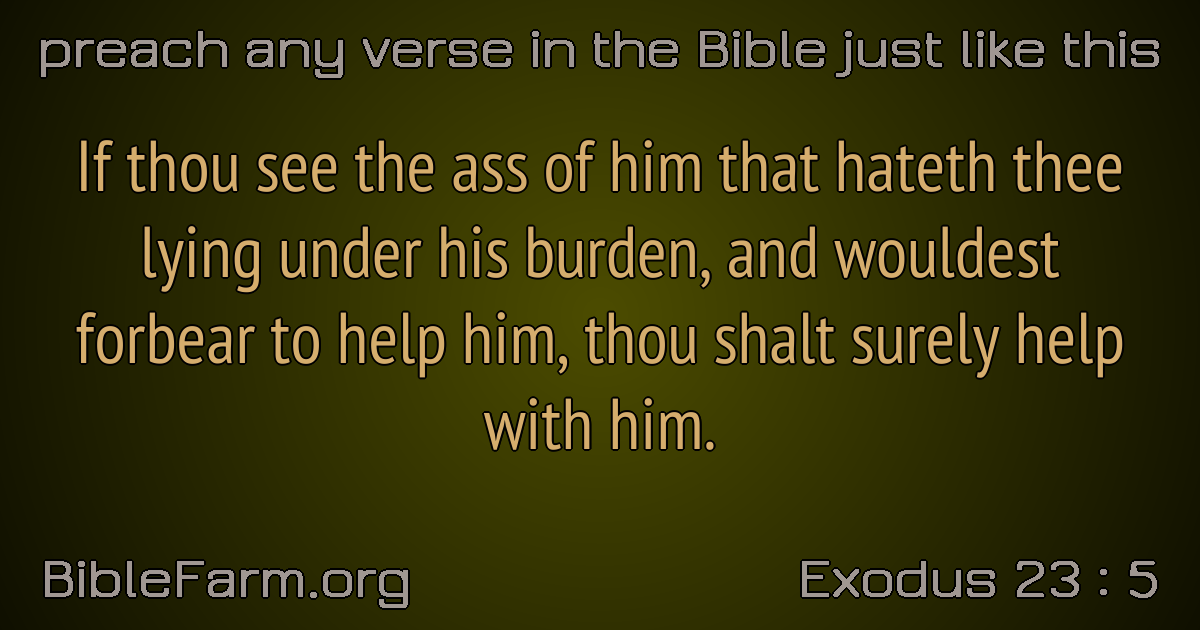 preach any verse in the Bible just like this
If thou see the ass of him that hateth thee
lying under his burden, and wouldest
forbear to help him, thou shalt surely help
with him.
BibleFarm.org
Exodus 23 : 5